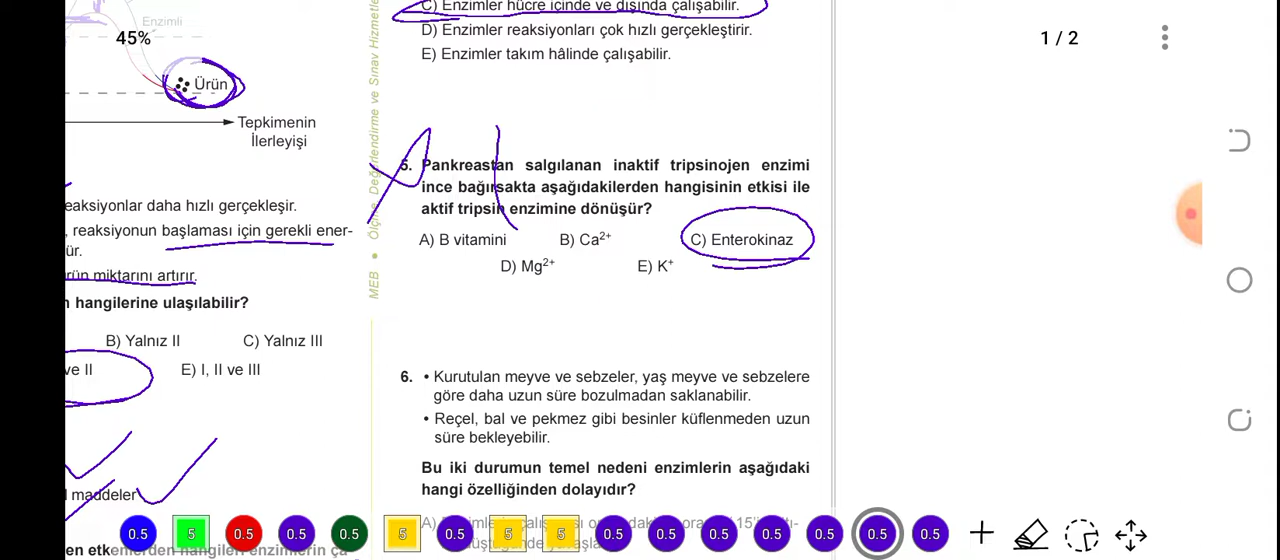 Enzimli
45%
Ürün
Tepkimenin
İlerleyişi
eaksiyonlar daha hızlı gerçekleşir.
, reaksiyonun başlaması için gerekli ener-
ür.
rün miktarını artırır.
hangilerine ulaşılabilir?
B) Yalnız II
C) Yalnız III
ve II
E) I, II ve III
maddeler
MEB • Ölçme, Değerlendirme ve Sınav Hizmetle
C) Enzimler hücre içinde ve dışında çalışabilir.
D) Enzimler reaksiyonları çok hızlı gerçekleştirir.
E) Enzimler takım hâlinde çalışabilir.
5. Pankreastan salgılanan inaktif tripsinojen enzimi
ince bağırsakta aşağıdakilerden hangisinin etkisi ile
aktif tripsin enzimine dönüşür?
A) B vitamini
B) Ca2+
C) Enterokinaz
D) Mg2+
E) K+
6. • Kurutulan meyve ve sebzeler, yaş meyve ve sebzelere
göre daha uzun süre bozulmadan saklanabilir.
• Reçel, bal ve pekmez gibi besinler küflenmeden uzun
süre bekleyebilir.
Bu iki durumun temel nedeni enzimlerin aşağıdaki
hangi özelliğinden dolayıdır?
A)
1 / 2
0.5 5 0.5 0.5 0.5 5 0.5 5 5 0.5 0.5 0.5 0.5 0.5 0.5 0.5